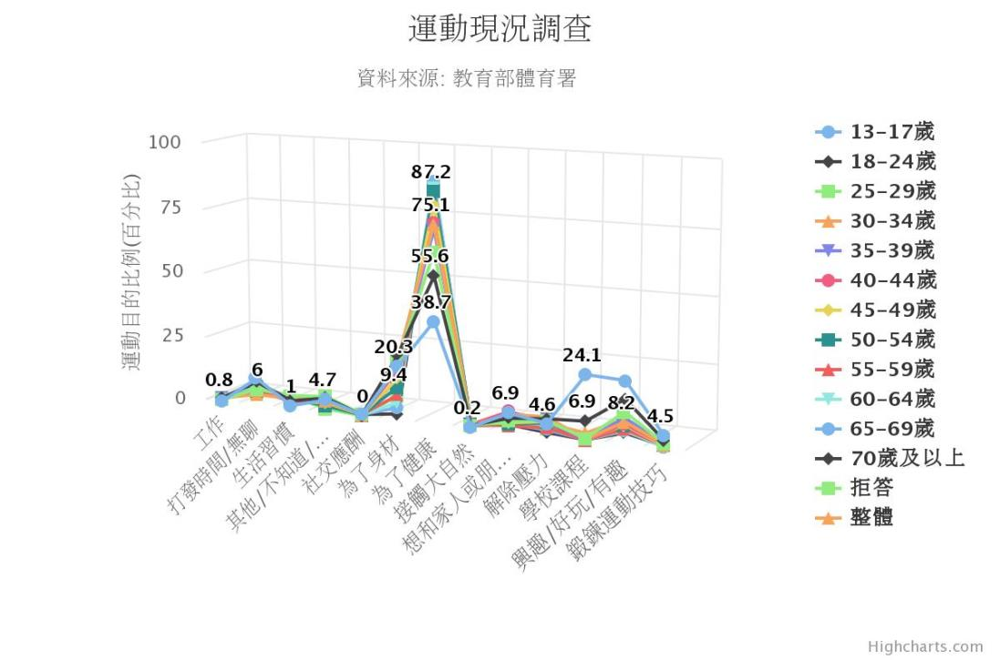 運動現況調查
資料來源: 教育部體育署
運動目的比例(百分比)
100
75
50
25
0
0.8
6
1
4.7
0
20.3
9.4
87.2
75.1
55.6
38.7
0.2
6.9
4.6
24.1
6.9
8.2
4.5
工作
打發時間/無聊
生活習慣
其他/不知道/...
社交應酬
為了身材
為了健康
接觸大自然
想和家人或朋...
解除壓力
學校課程
興趣/好玩/有趣
鍛鍊運動技巧
13-17歲
18-24歲
25-29歲
30-34歲
35-39歲
40-44歲
45-49歲
50-54歲
55-59歲
60-64歲
65-69歲
70歲及以上
拒答
整體
Highcharts.com